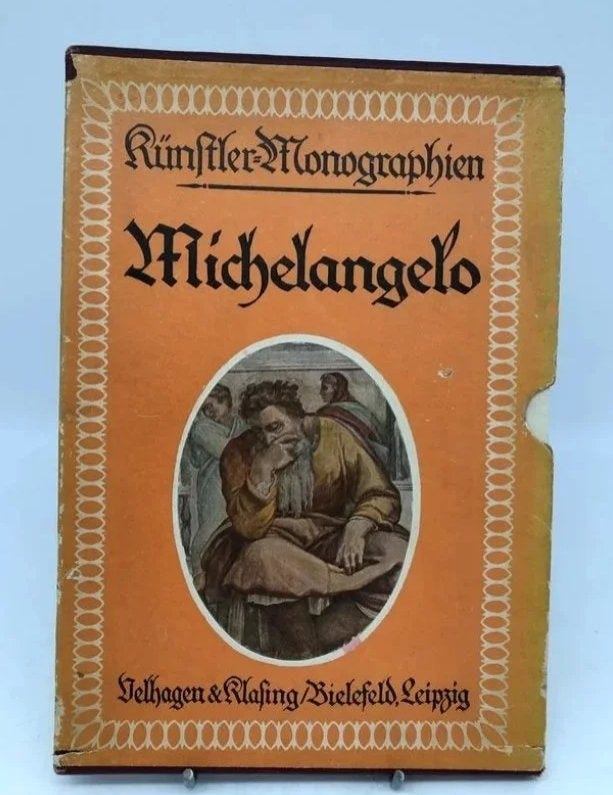 Künſtler=Monographien
Michelangelo
Velhagen & Klaſing/Bielefeld, Leipzig